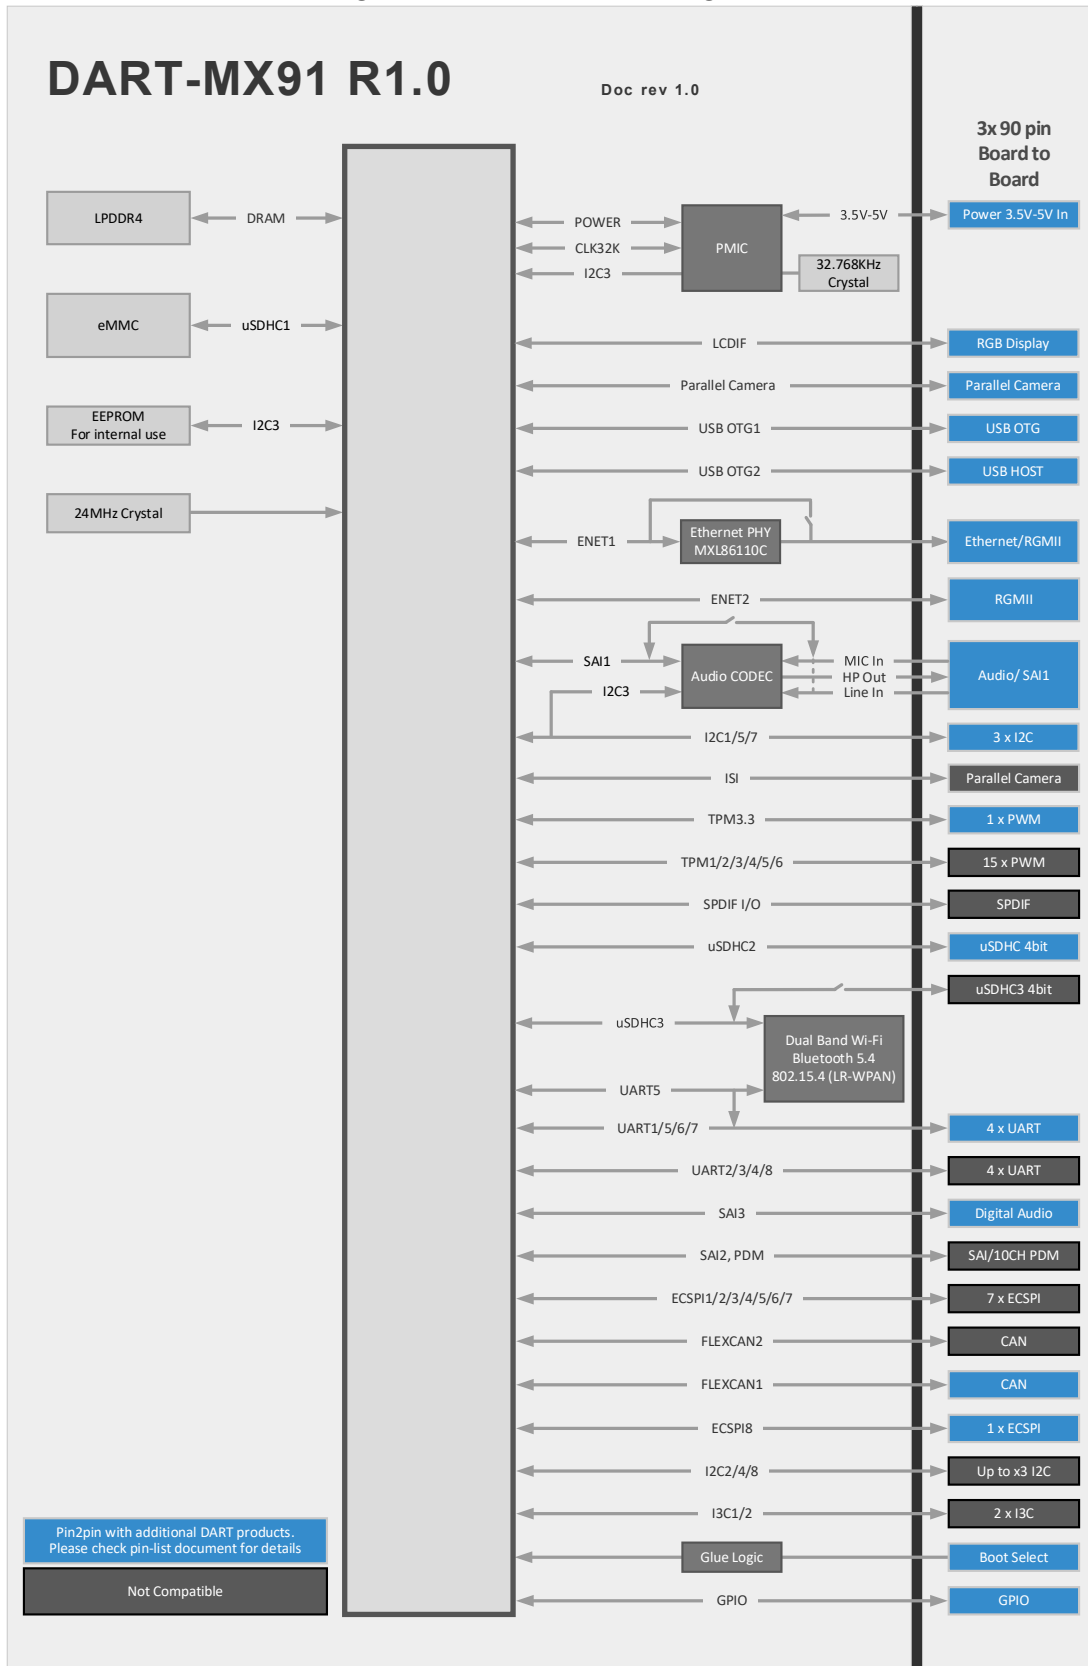 DART-MX91 R1.0
Doc rev 1.0
3x 90 pin
Board to
Board
LPDDR4
DRAM
POWER
CLK32K
I2C3
PMIC
3.5V-5V
Power 3.5V-5V In
32.768KHz
Crystal
eMMC
uSDHC1
LCDIF
RGB Display
Parallel Camera
Parallel Camera
EEPROM
For internal use
I2C3
USB OTG1
USB OTG
USB OTG2
USB HOST
24MHz Crystal
ENET1
Ethernet PHY
MXL86110C
Ethernet/RGMII
ENET2
RGMII
SAI1
I2C3
Audio CODEC
MIC In
HP Out
Line In
Audio/ SAI1
I2C1/5/7
3 x I2C
ISI
Parallel Camera
TPM3.3
1 x PWM
TPM1/2/3/4/5/6
15 x PWM
SPDIF I/O
SPDIF
uSDHC2
uSDHC 4bit
uSDHC3 4bit
uSDHC3
Dual Band Wi-Fi
Bluetooth 5.4
802.15.4 (LR-WPAN)
UART5
UART1/5/6/7
4 x UART
UART2/3/4/8
4 x UART
SAI3
Digital Audio
SAI2, PDM
SAI/10CH PDM
ECSPI1/2/3/4/5/6/7
7 x ECSPI
FLEXCAN2
CAN
FLEXCAN1
CAN
ECSPI8
1 x ECSPI
I2C2/4/8
Up to x3 I2C
I3C1/2
2 x I3C
Pin2pin with additional DART products.
Please check pin-list document for details
Glue Logic
Boot Select
Not Compatible
GPIO
GPIO